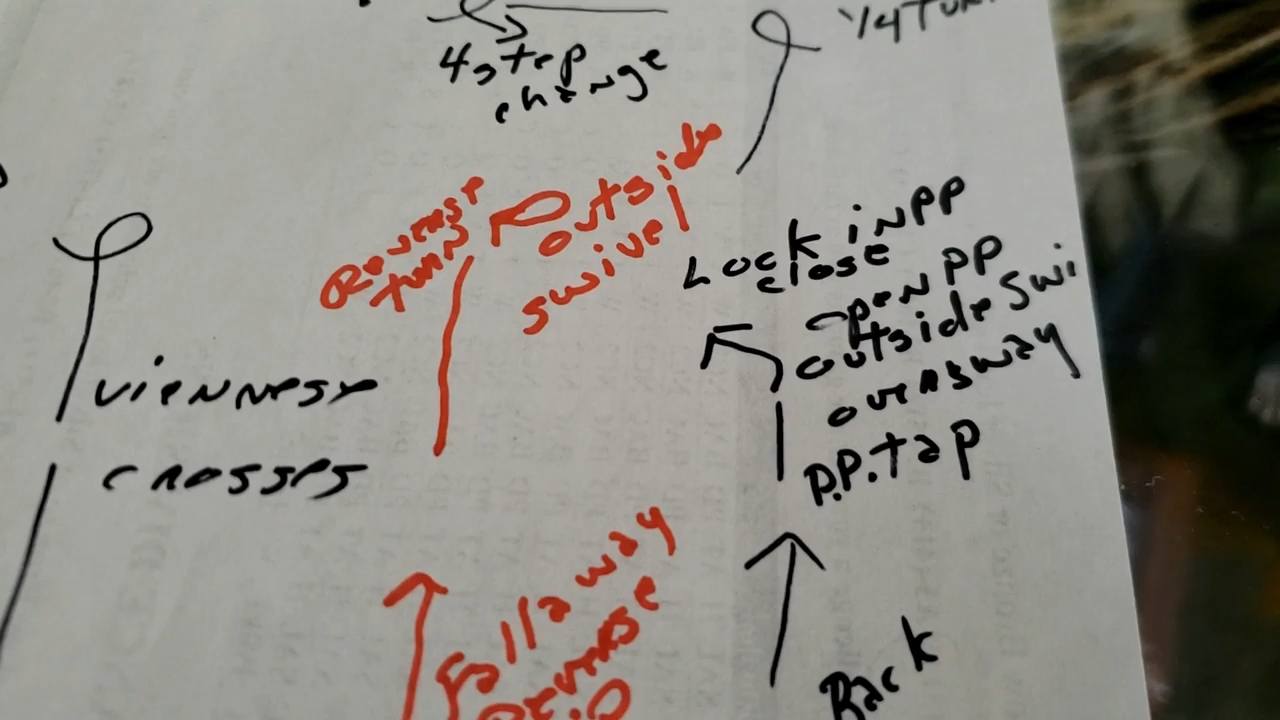 4 step
change
1/4 TURN
Reverse
turn
outside
swivel
Lock in PP
close
open PP
outside swi
oversway
P.P. tap
viennese
crosses
Fallaway
Reverse
Back